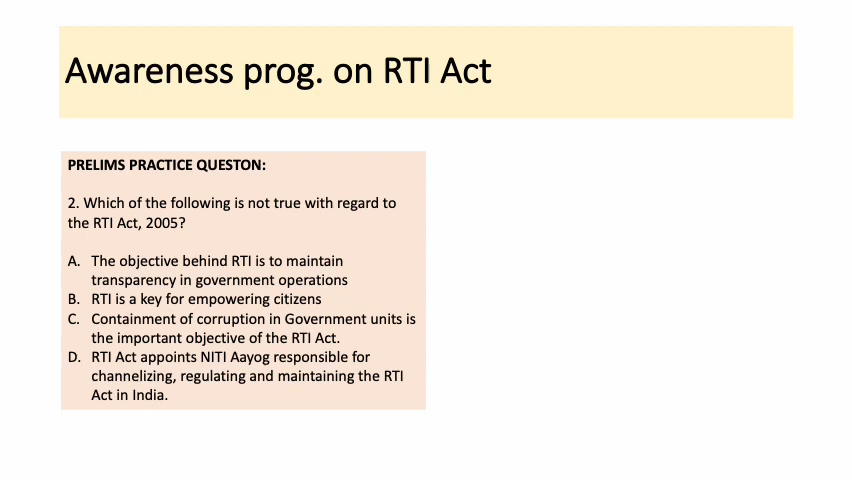 Awareness prog. on RTI Act
PRELIMS PRACTICE QUESTON:
2. Which of the following is not true with regard to
the RTI Act, 2005?
A. The objective behind RTI is to maintain
transparency in government operations
B. RTI is a key for empowering citizens
C. Containment of corruption in Government units is
the important objective of the RTI Act.
D. RTI Act appoints NITI Aayog responsible for
channelizing, regulating and maintaining the RTI
Act in India.